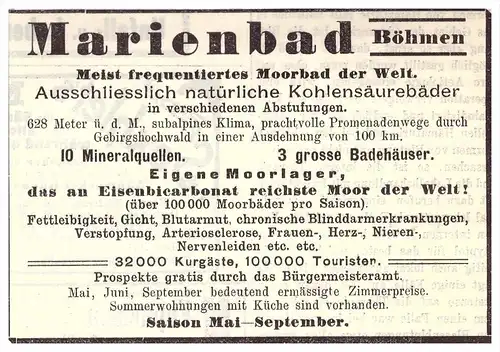 Marienbad Böhmen
Meist frequentiertes Moorbad der Welt.
Ausschliesslich natürliche Kohlensäurebäder
in verschiedenen Abstufungen.
628 Meter ü. d. M., subalpines Klima, prachtvolle Promenadenwege durch
Gebirgshochwald in einer Ausdehnung von 100 km.
10 Mineralquellen. 3 grosse Badehäuser.
Eigene Moorlager,
das an Eisenbicarbonat reichste Moor der Welt!
(über 100000 Moorbäder pro Saison).
Fettleibigkeit, Gicht, Blutarmut, chronische Blinddarmerkrankungen,
Verstopfung, Arteriosclerose, Frauen-, Herz-, Nieren-,
Nervenleiden etc. etc.
32000 Kurgäste, 100000 Touristen.
Prospekte gratis durch das Bürgermeisteramt.
Mai, Juni, September bedeutend ermässigte Zimmerpreise.
Sommerwohnungen mit Küche sind vorhanden.
Saison Mai—September.